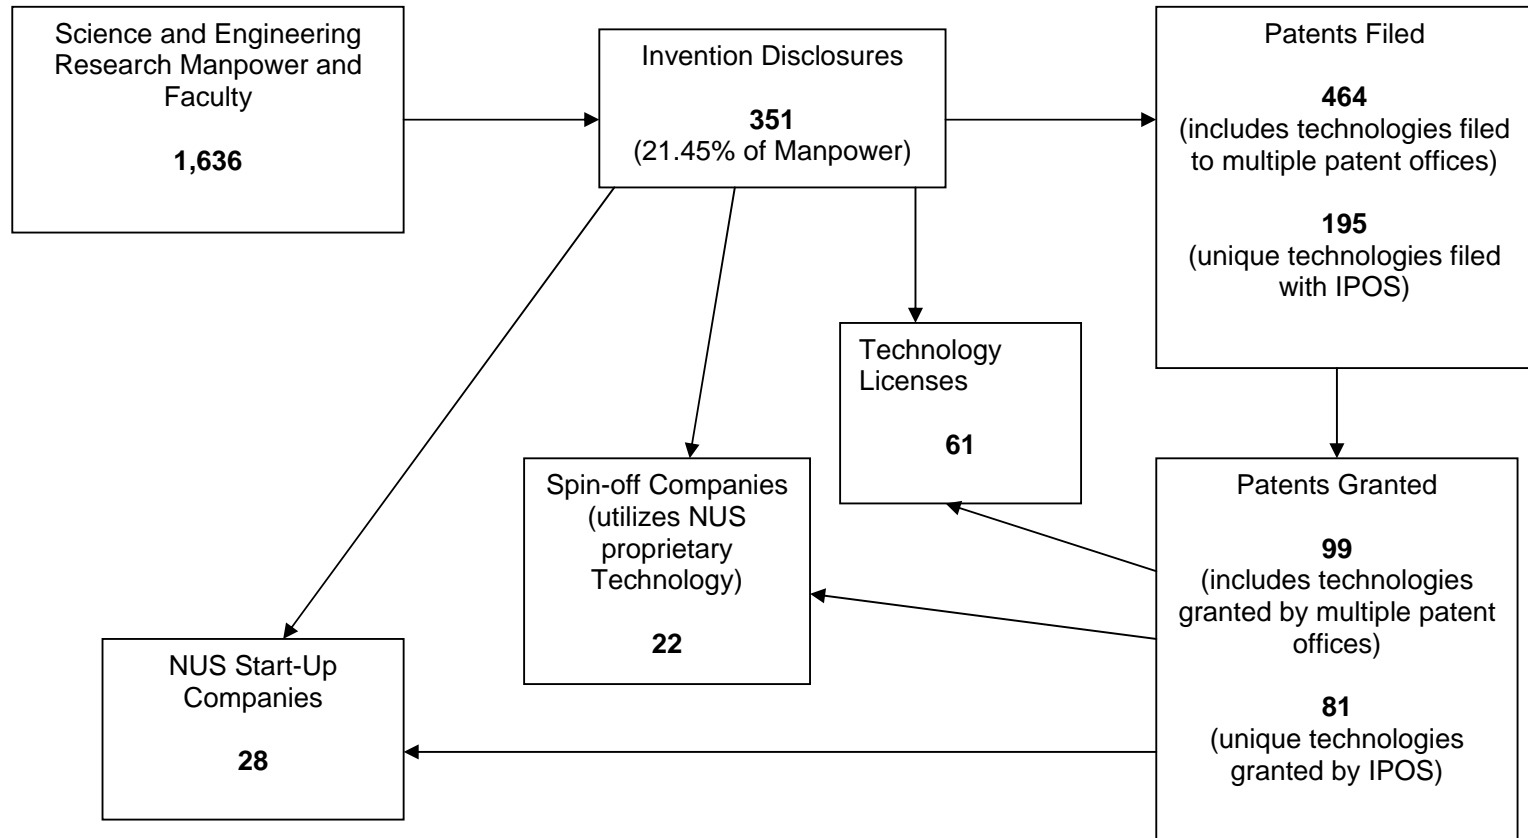 Science and Engineering
Research Manpower and
Faculty
1,636
Invention Disclosures
351
(21.45% of Manpower)
Patents Filed
464
(includes technologies filed
to multiple patent offices)
195
(unique technologies filed
with IPOS)
Technology
Licenses
61
Spin-off Companies
(utilizes NUS
proprietary
Technology)
22
Patents Granted
99
(includes technologies
granted by multiple patent
offices)
81
(unique technologies
granted by IPOS)
NUS Start-Up
Companies
28